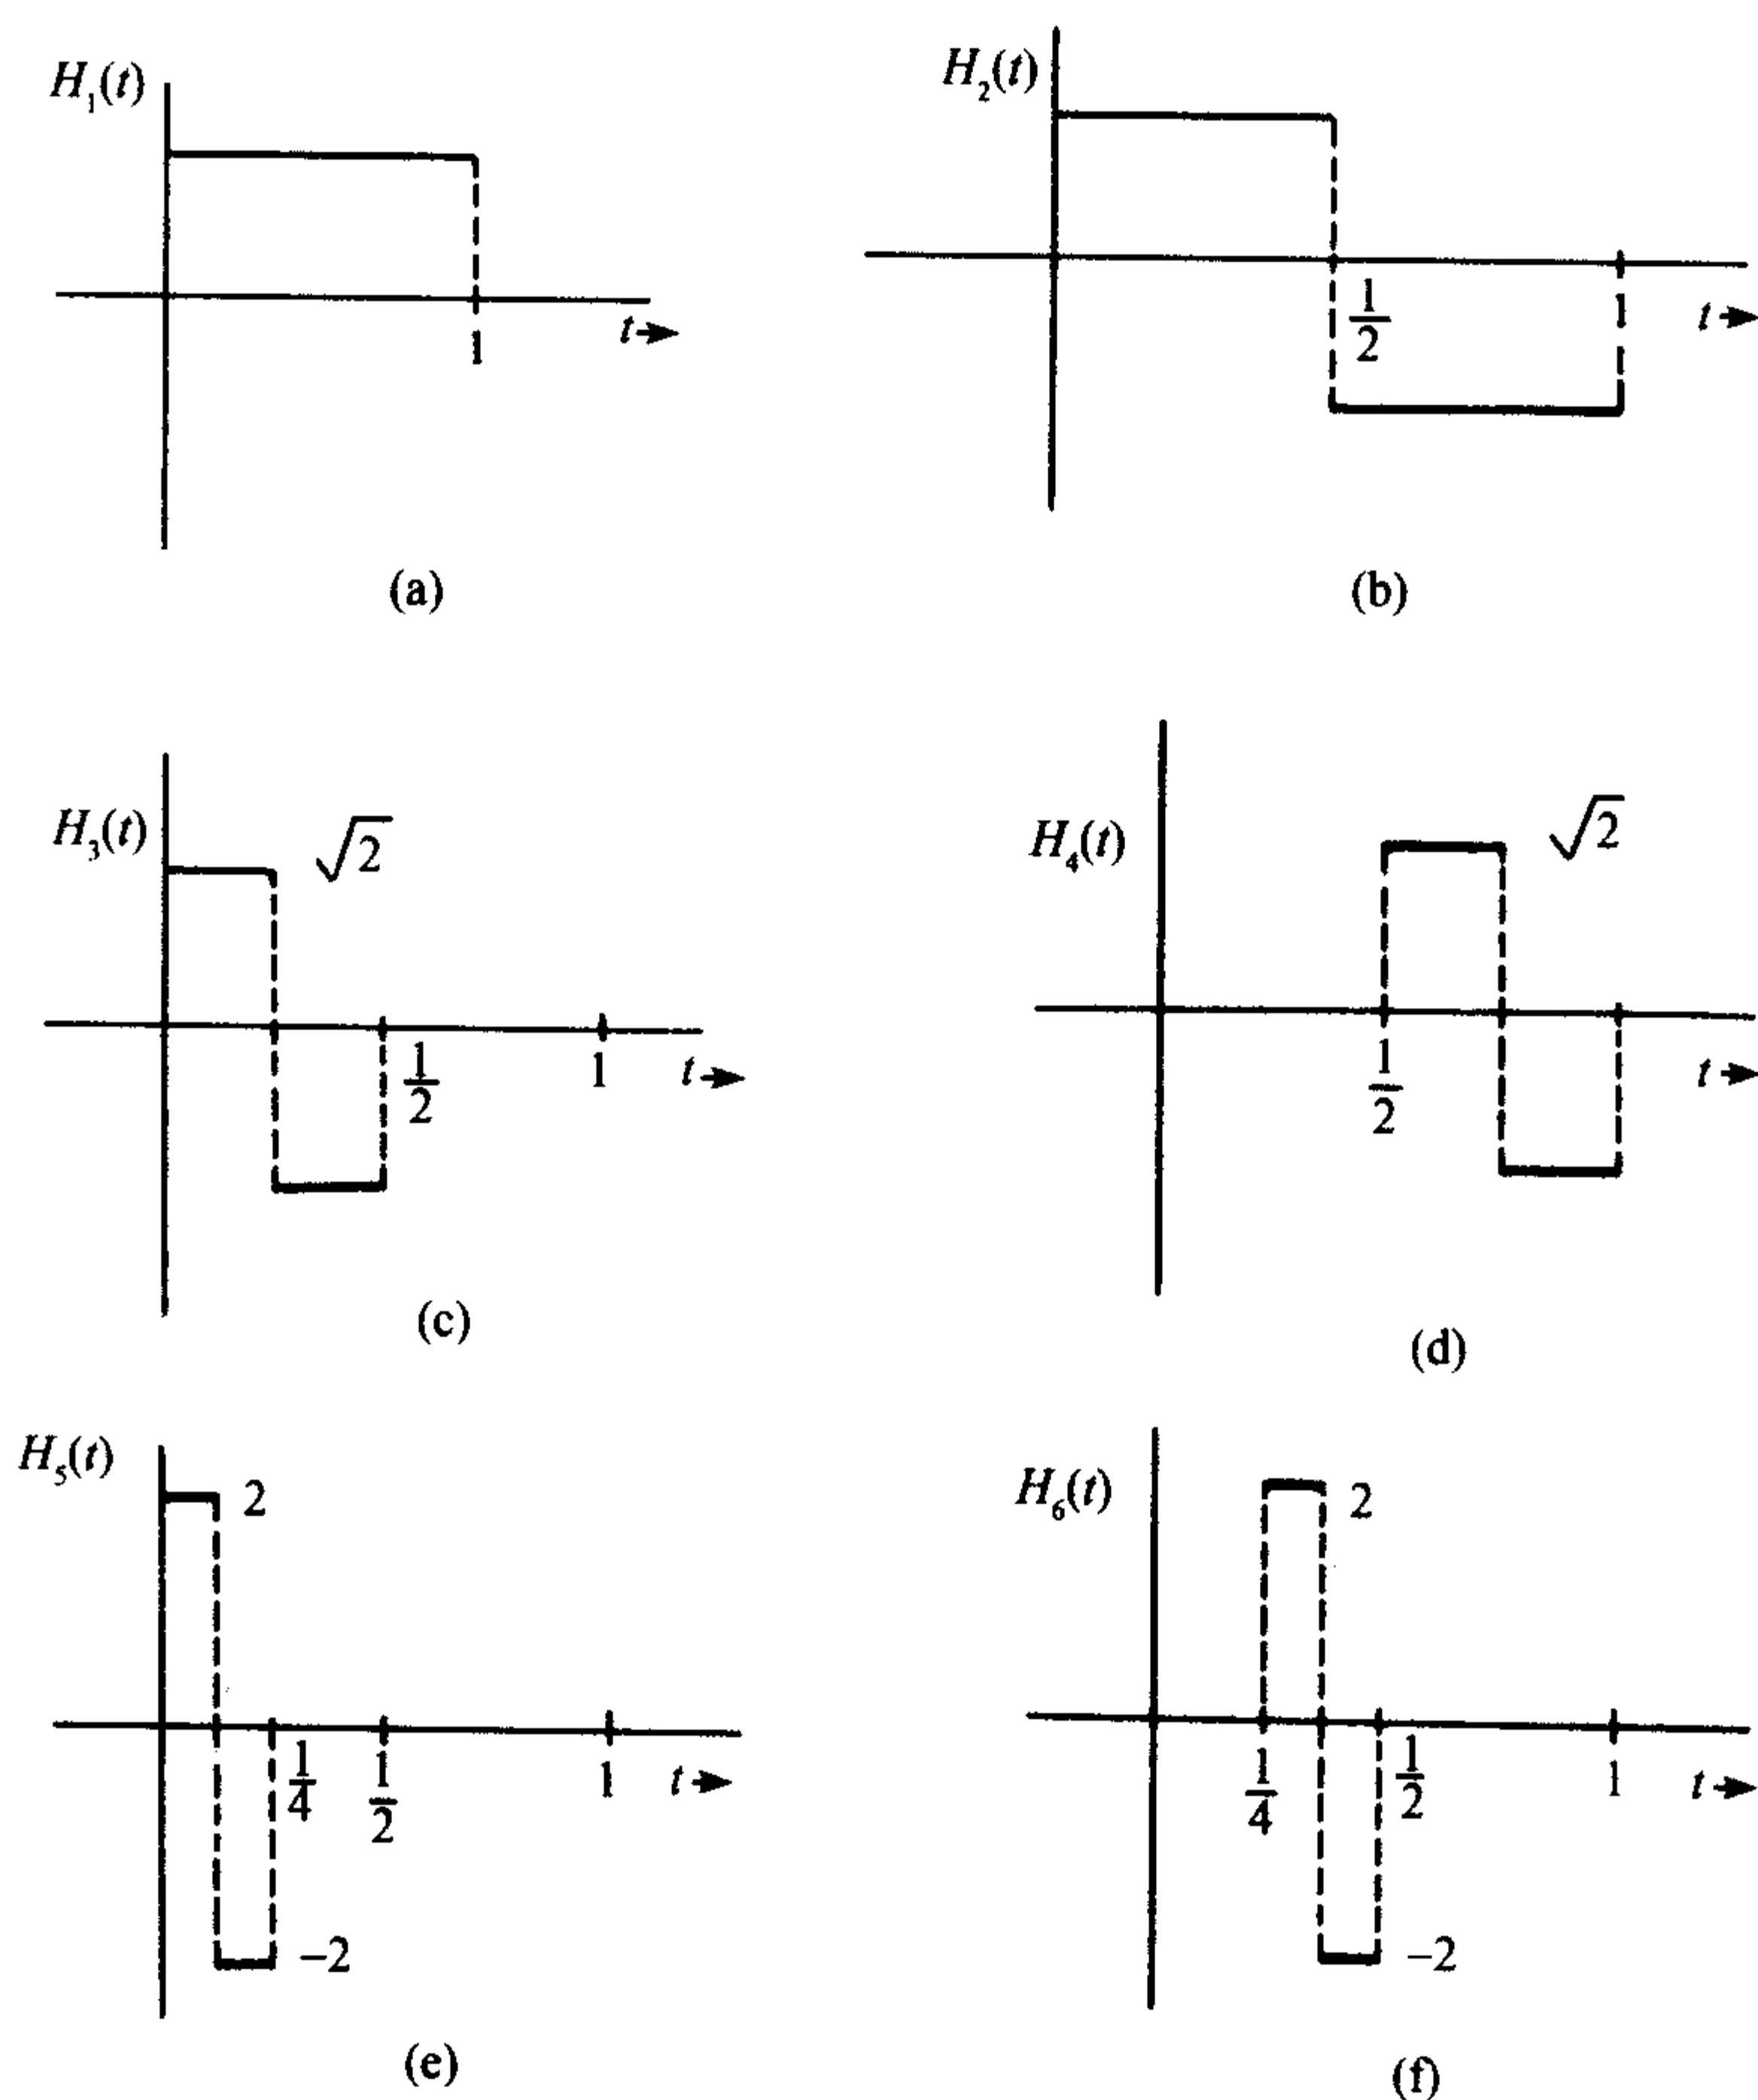 H₁(t)
1
t
(a)
H₂(t)
1/2
1
t
(b)
H₃(t)
√2
1/2
1
t
(c)
H₄(t)
√2
1/2
t
(d)
H₅(t)
2
1/4
1/2
1
t
-2
(e)
H₆(t)
2
1/4
1/2
1
t
-2
(f)